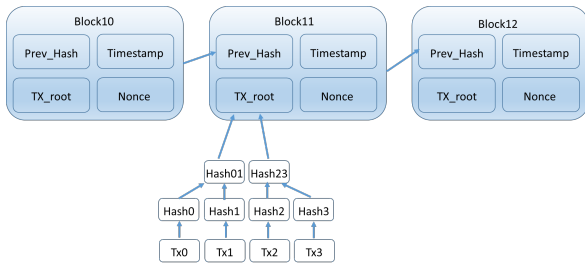 Block10
Prev_Hash Timestamp
TX_root Nonce
Block11
Prev_Hash Timestamp
TX_root Nonce
Block12
Prev_Hash Timestamp
TX_root Nonce
Hash01 Hash23
Hash0 Hash1 Hash2 Hash3
Tx0 Tx1 Tx2 Tx3